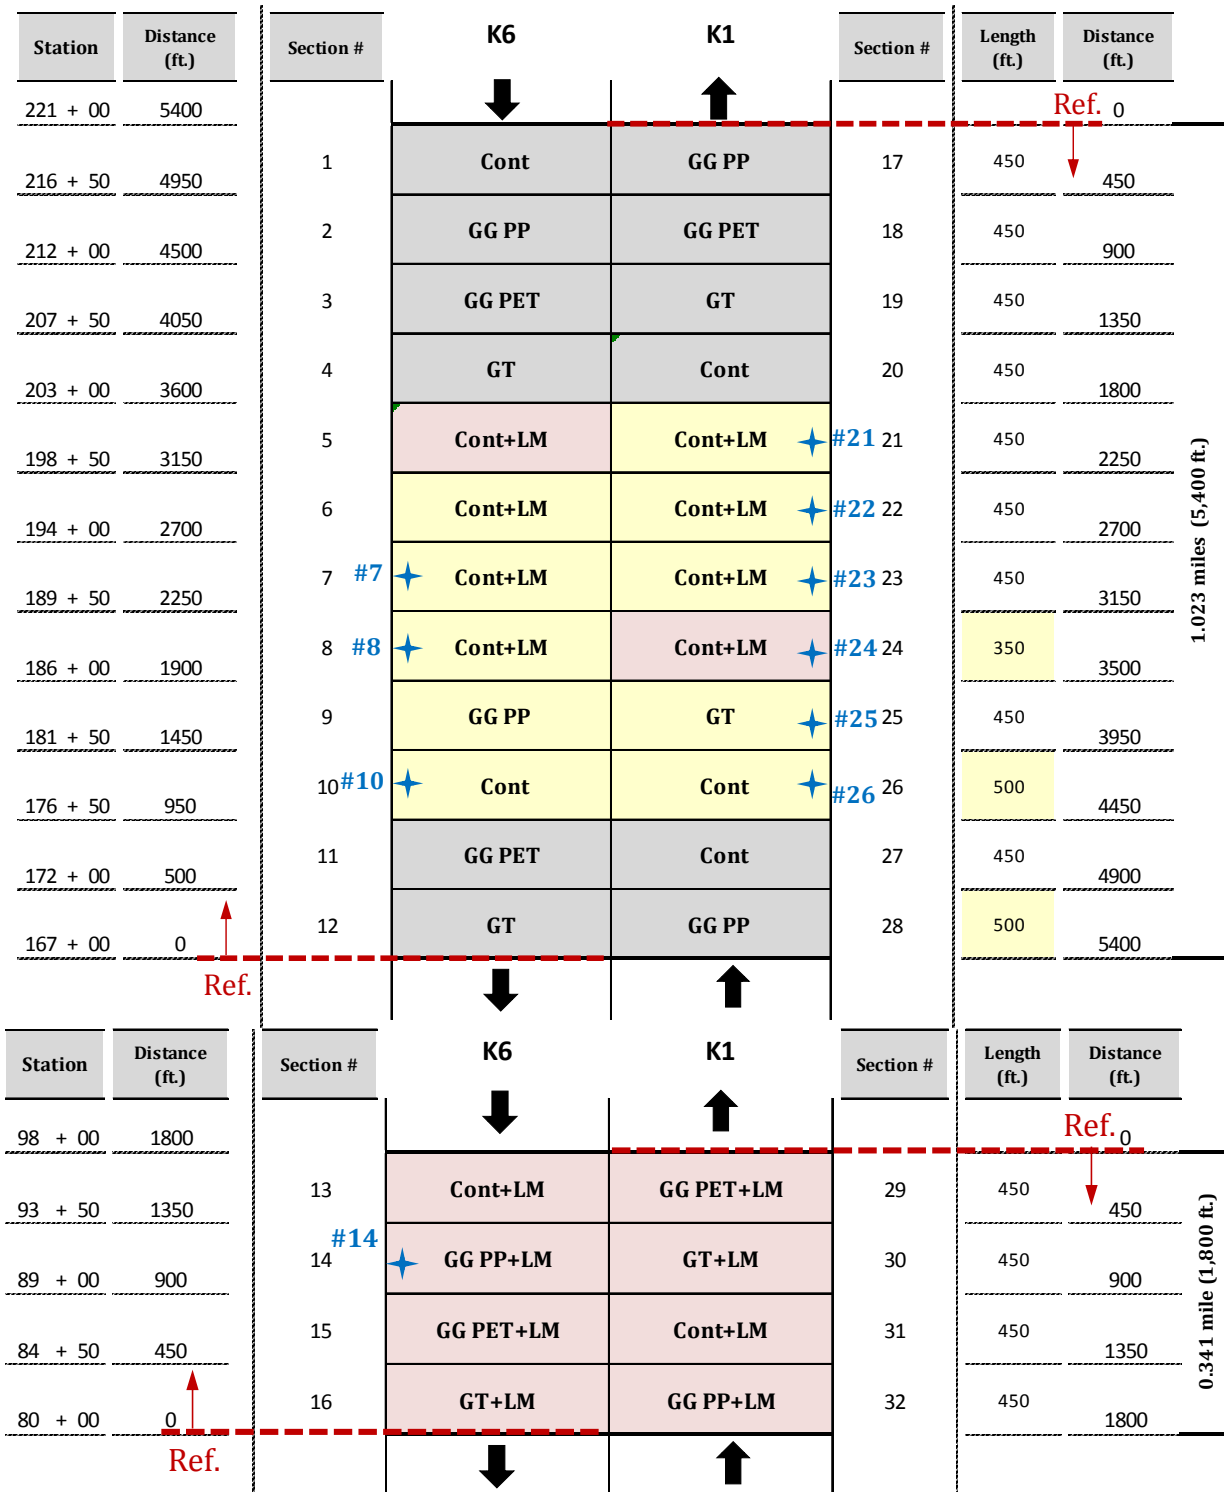 Station Distance (ft.) Section # K6 K1 Section # Length (ft.) Distance (ft.)
221 + 00 5400 Ref. 0
1 Cont GG PP 17 450
216 + 50 4950 450
2 GG PP GG PET 18 450
212 + 00 4500 900
3 GG PET GT 19 450
207 + 50 4050 1350
4 GT Cont 20 450
203 + 00 3600 1800
5 Cont+LM Cont+LM #21 21 450
198 + 50 3150 2250
6 Cont+LM Cont+LM #22 22 450
194 + 00 2700 2700
7 #7 Cont+LM Cont+LM #23 23 450
189 + 50 2250 3150
8 #8 Cont+LM Cont+LM #24 24 350
186 + 00 1900 3500
9 GG PP GT #25 25 450
181 + 50 1450 3950
10 #10 Cont Cont #26 26 500
176 + 50 950 4450
11 GG PET Cont 27 450
172 + 00 500 4900
12 GT GG PP 28 500
167 + 00 0 5400
Ref.
1.023 miles (5,400 ft.)
Station Distance (ft.) Section # K6 K1 Section # Length (ft.) Distance (ft.)
98 + 00 1800 Ref. 0
13 Cont+LM GG PET+LM 29 450
93 + 50 1350 450
#14
14 GG PP+LM GT+LM 30 450
89 + 00 900 900
15 GG PET+LM Cont+LM 31 450
84 + 50 450 1350
16 GT+LM GG PP+LM 32 450
80 + 00 0 1800
Ref.
0.341 mile (1,800 ft.)